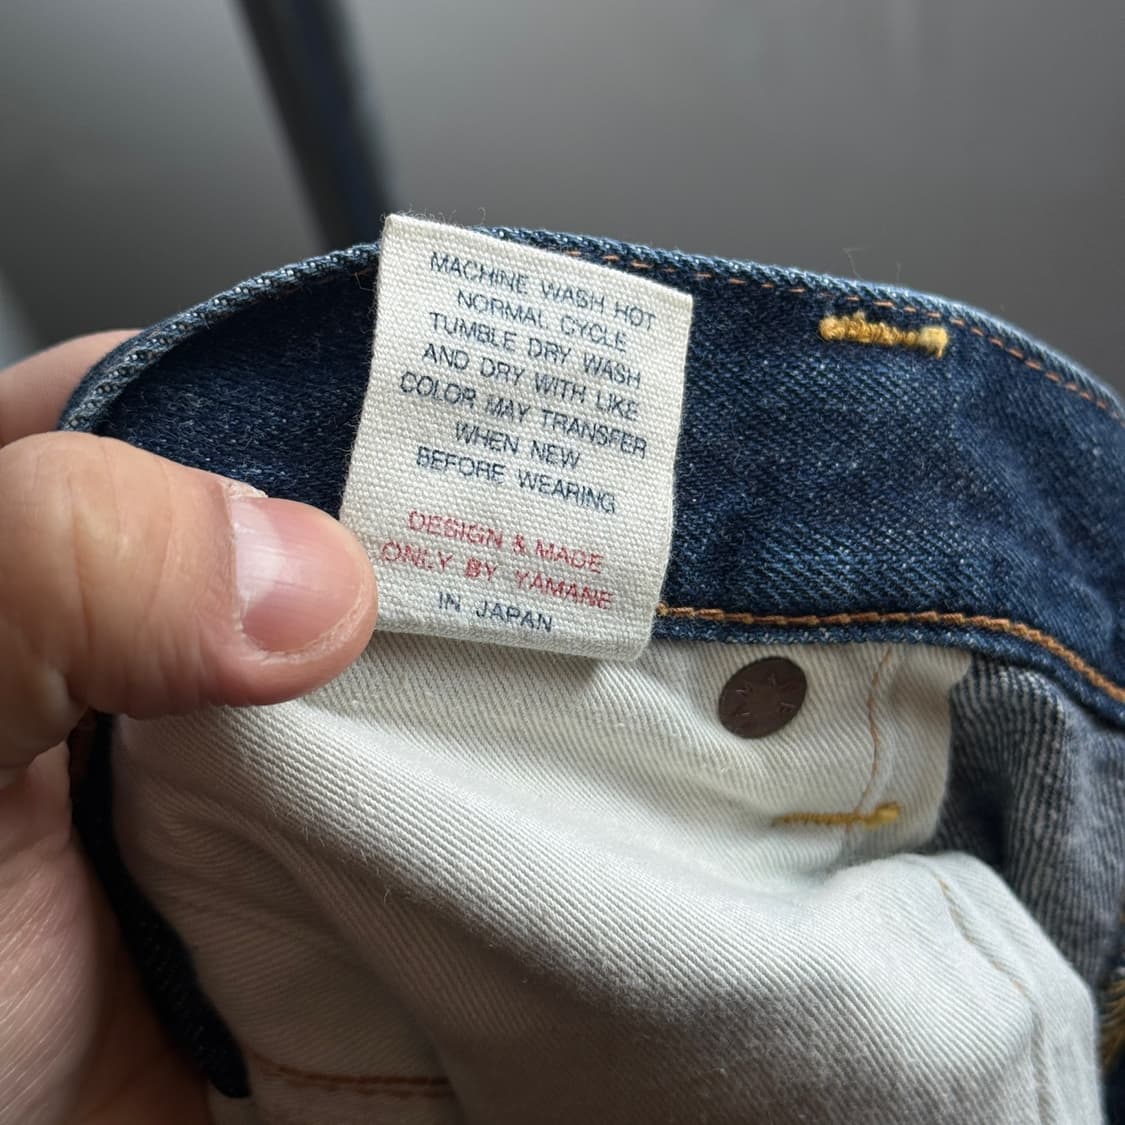 MACHINE WASH HOT
NORMAL CYCLE
TUMBLE DRY WASH
AND DRY WITH LIKE
COLOR MAY TRANSFER
WHEN NEW
BEFORE WEARING
DESIGN & MADE
ONLY BY YAMANE
IN JAPAN